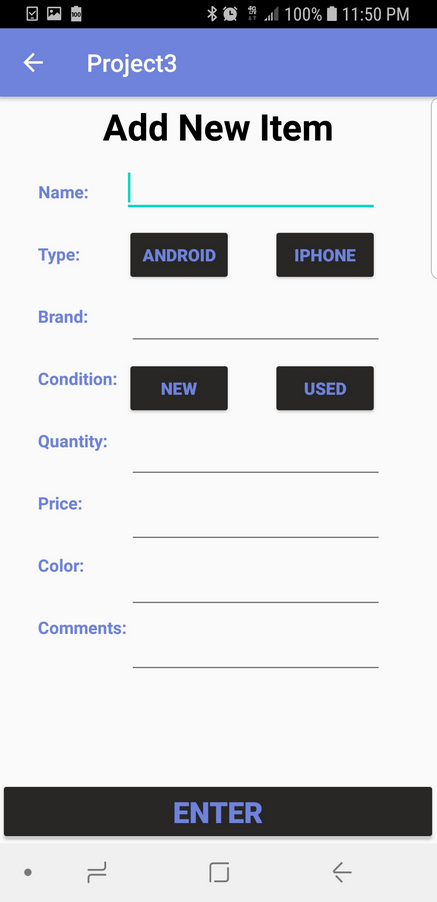 100% 11:50 PM
Project3
Add New Item
Name:
Type: ANDROID IPHONE
Brand:
Condition: NEW USED
Quantity:
Price:
Color:
Comments:
ENTER